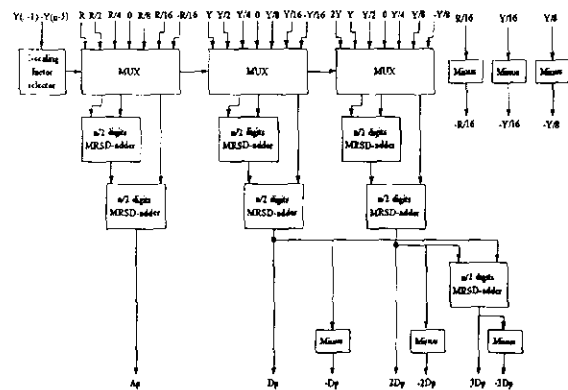 Y(-1)-Y(n-5) R R/2 R/4 0 R/8 R/16 -R/16 Y Y/2 Y/4 0 Y/8 Y/16 -Y/16 2Y Y Y/2 0 Y/4 Y/8 -Y/8 R/16 Y/16 Y/8
scaling
factor
selector
MUX MUX MUX
Minus Minus Minus
-R/16 -Y/16 -Y/8
n/2 digits
MRSD-adder
n/2 digits
MRSD-adder
n/2 digits
MRSD-adder
n/2 digits
MRSD-adder
n/2 digits
MRSD-adder
n/2 digits
MRSD-adder
n/2 digits
MRSD-adder
Minus Minus Minus
Ap Dp -Dp 2Dp -2Dp 3Dp -3Dp